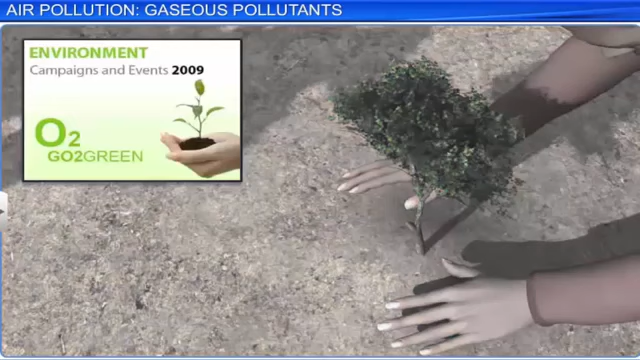 AIR POLLUTION: GASEOUS POLLUTANTS
ENVIRONMENT
Campaigns and Events 2009
O2
GO2GREEN